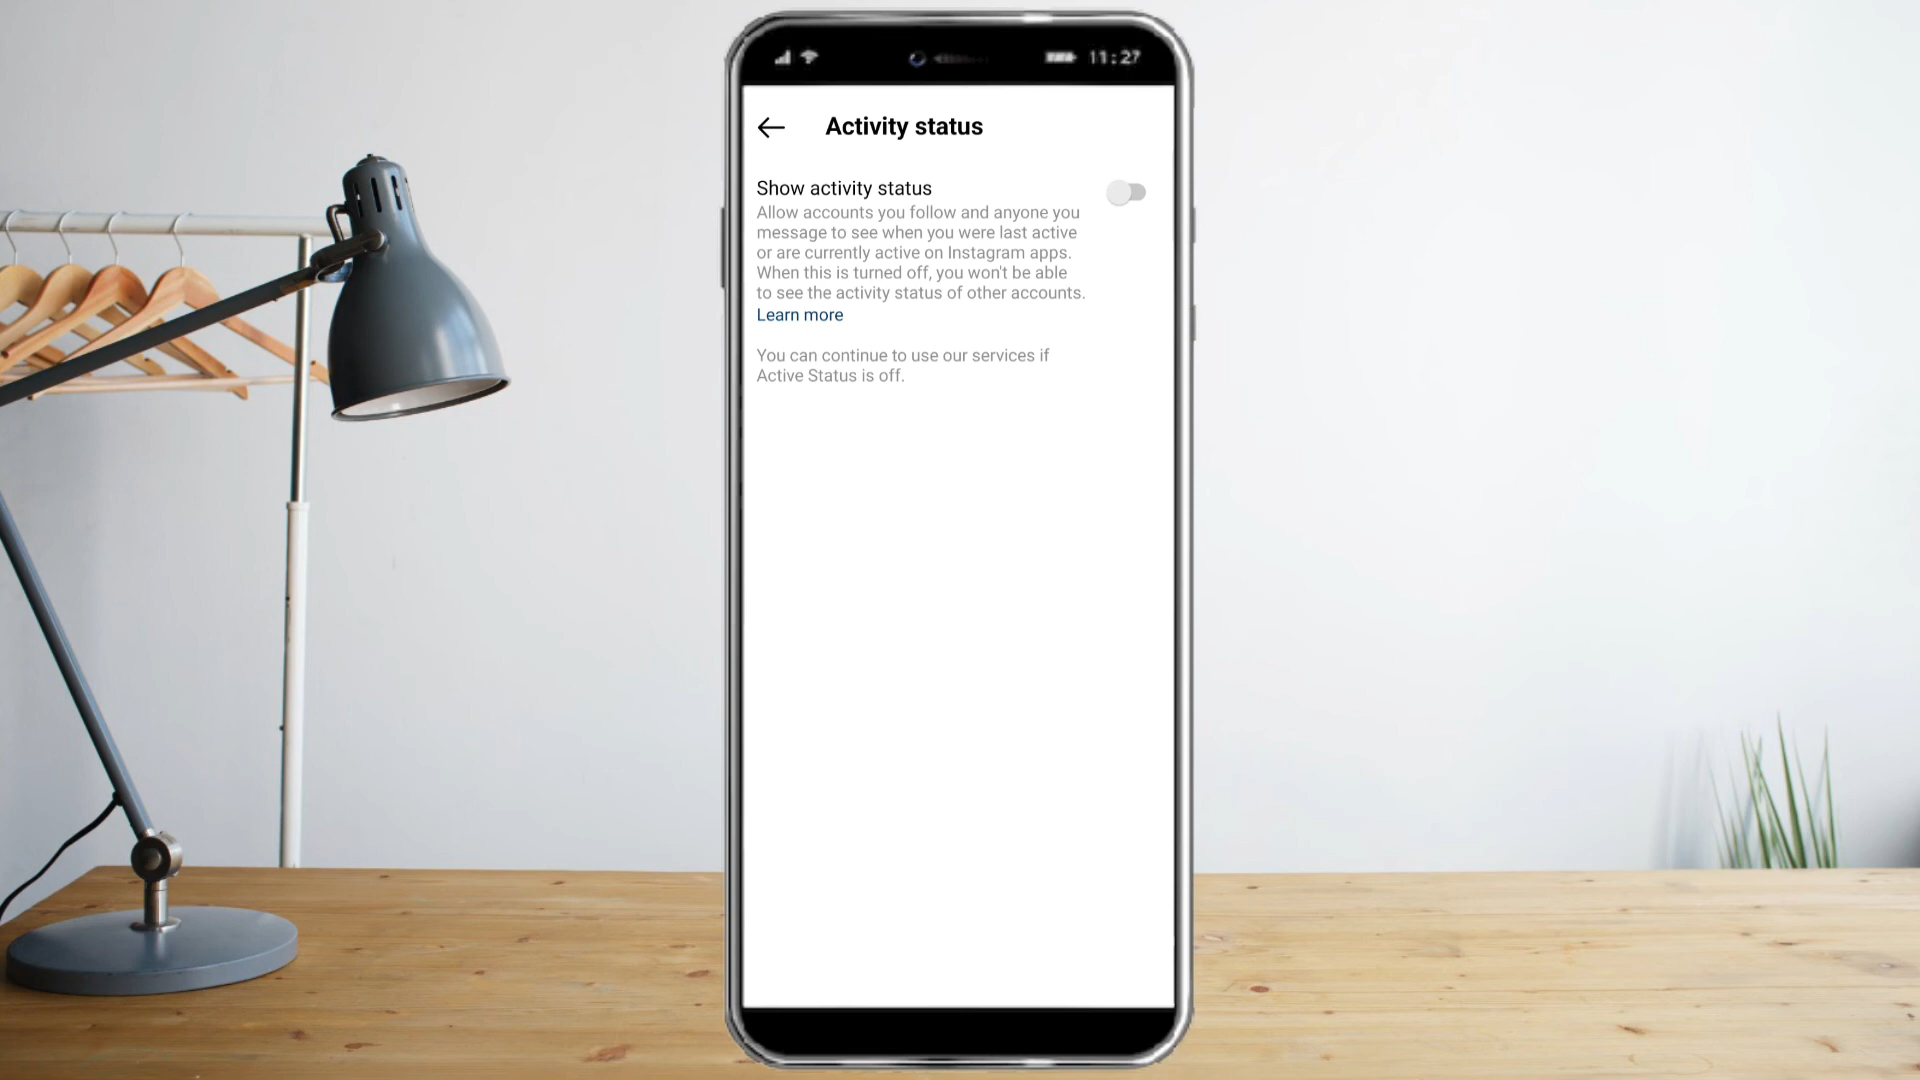 11:27
Activity status
Show activity status
Allow accounts you follow and anyone you
message to see when you were last active
or are currently active on Instagram apps.
When this is turned off, you won't be able
to see the activity status of other accounts.
Learn more
You can continue to use our services if
Active Status is off.